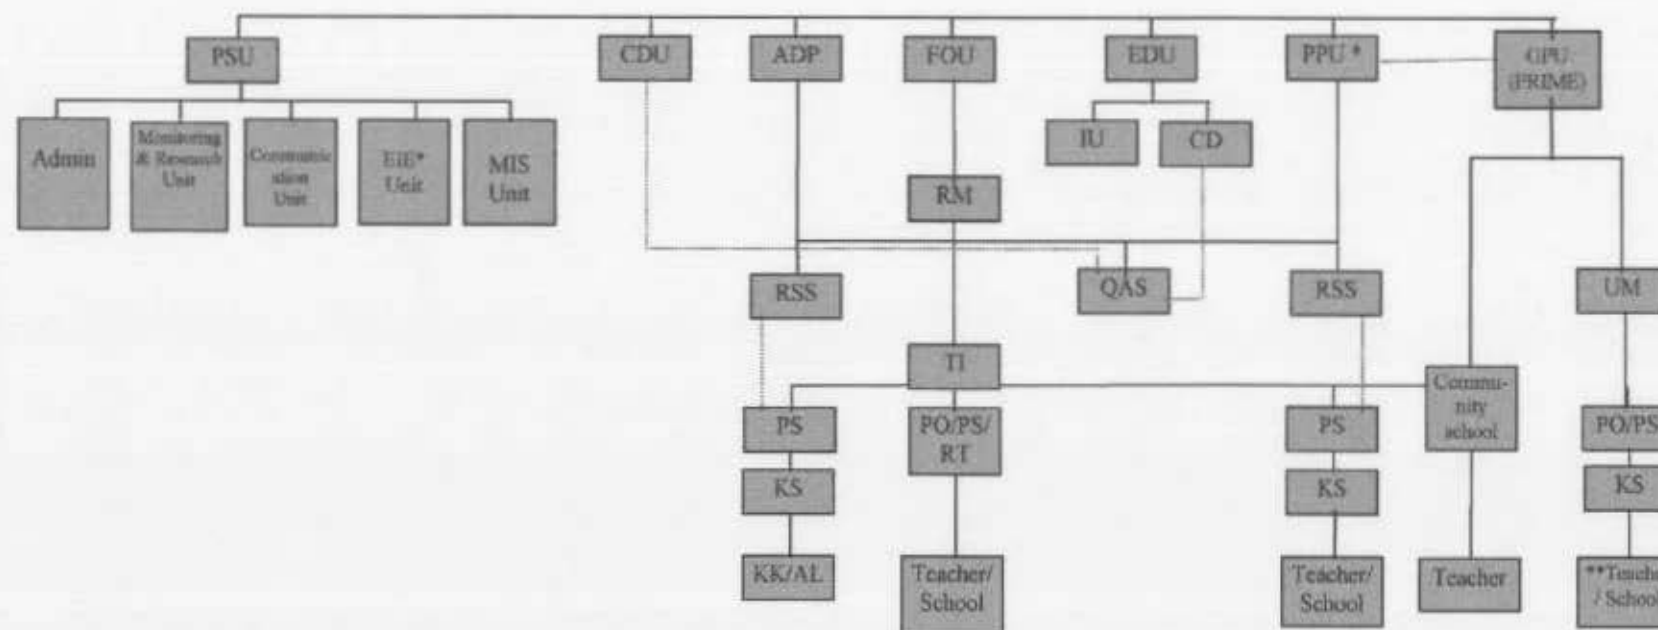 PSU
CDU
ADP
FOU
EDU
PPU *
GPU
(PRIME)
Admin
Monitoring
& Research
Unit
Communic
ation
Unit
EIE*
Unit
MIS
Unit
IU
CD
RM
RSS
QAS
RSS
UM
TI
Commu-
nity
school
PS
PO/PS/
RT
PS
PO/PS
KS
KS
KS
KK/AL
Teacher/
School
Teacher/
School
Teacher
**Teache
/ School